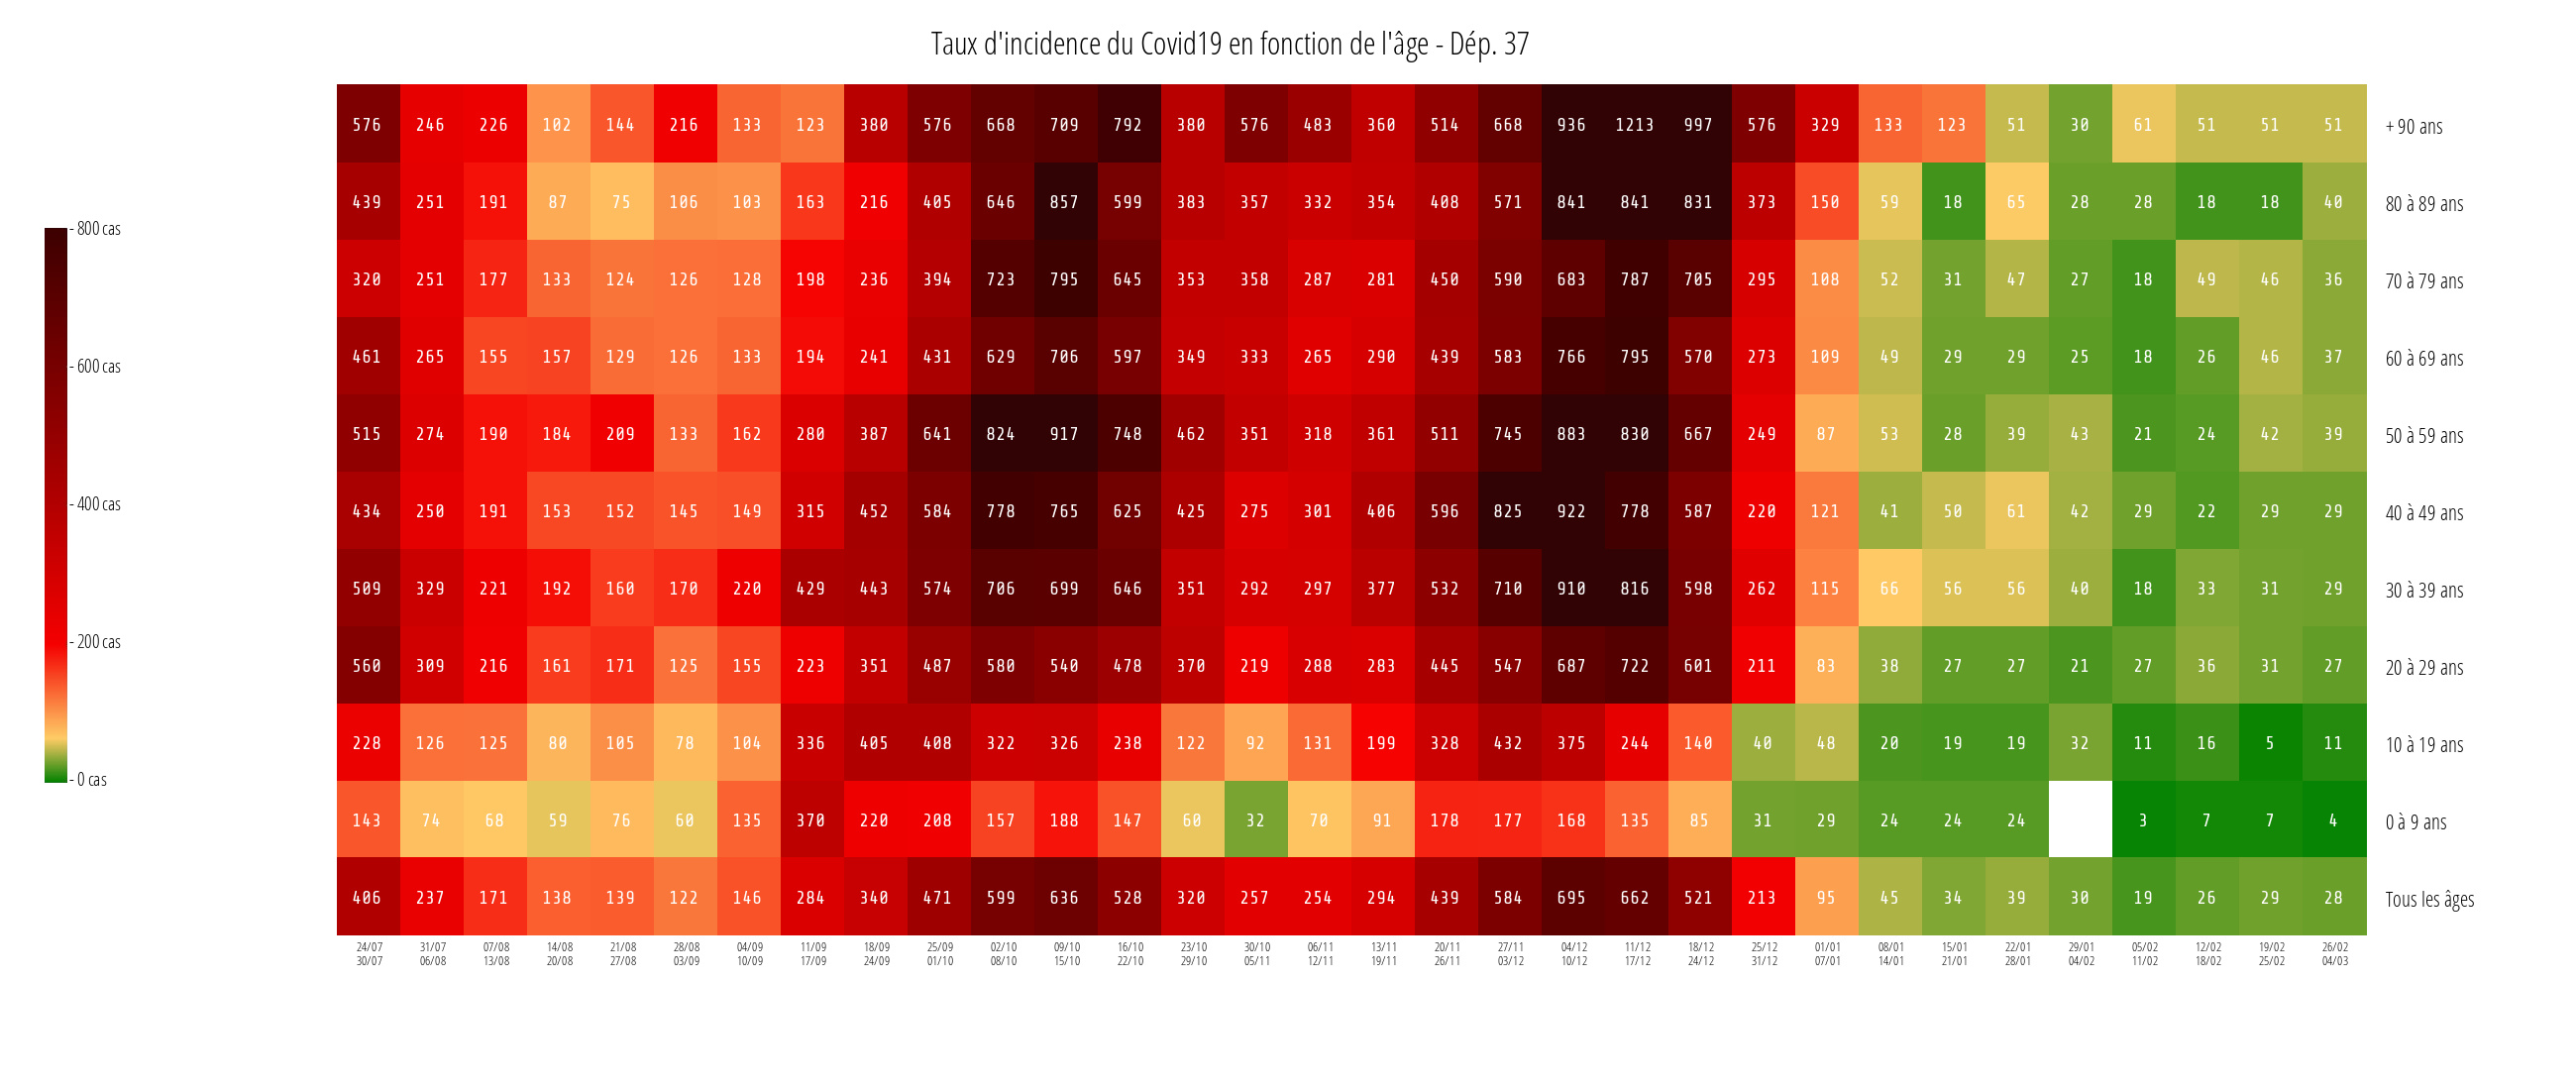 Taux d'incidence du Covid19 en fonction de l'âge - Dép. 37
- 800 cas
- 600 cas
- 400 cas
- 200 cas
- 0 cas
576 246 226 102 144 216 133 123 380 576 668 709 792 380 576 483 360 514 668 936 1213 997 576 329 133 123 51 30 61 51 51 51 + 90 ans
439 251 191 87 75 106 103 163 216 405 646 857 599 383 357 332 354 408 571 841 841 831 373 150 59 18 65 28 28 18 18 40 80 à 89 ans
320 251 177 133 124 126 128 198 236 394 723 795 645 353 358 287 281 450 590 683 787 705 295 108 52 31 47 27 18 49 46 36 70 à 79 ans
461 265 155 157 129 126 133 194 241 431 629 706 597 349 333 265 290 439 583 766 795 570 273 109 49 29 29 25 18 26 46 37 60 à 69 ans
515 274 190 184 209 133 162 280 387 641 824 917 748 462 351 318 361 511 745 883 830 667 249 87 53 28 39 43 21 24 42 39 50 à 59 ans
434 250 191 153 152 145 149 315 452 584 778 765 625 425 275 301 406 596 825 922 778 587 220 121 41 50 61 42 29 22 29 29 40 à 49 ans
509 329 221 192 160 170 220 429 443 574 706 699 646 351 292 297 377 532 710 910 816 598 262 115 66 56 56 40 18 33 31 29 30 à 39 ans
560 309 216 161 171 125 155 223 351 487 580 540 478 370 219 288 283 445 547 687 722 601 211 83 38 27 27 21 27 36 31 27 20 à 29 ans
228 126 125 80 105 78 104 336 405 408 322 326 238 122 92 131 199 328 432 375 244 140 40 48 20 19 19 32 11 16 5 11 10 à 19 ans
143 74 68 59 76 60 135 370 220 208 157 188 147 60 32 70 91 178 177 168 135 85 31 29 24 24 24 3 7 7 4 0 à 9 ans
406 237 171 138 139 122 146 284 340 471 599 636 528 320 257 254 294 439 584 695 662 521 213 95 45 34 39 30 19 26 29 28 Tous les âges
24/07 31/07 07/08 14/08 21/08 28/08 04/09 11/09 18/09 25/09 02/10 09/10 16/10 23/10 30/10 06/11 13/11 20/11 27/11 04/12 11/12 18/12 25/12 01/01 08/01 15/01 22/01 29/01 05/02 12/02 19/02 26/02
30/07 06/08 13/08 20/08 27/08 03/09 10/09 17/09 24/09 01/10 08/10 15/10 22/10 29/10 05/11 12/11 19/11 26/11 03/12 10/12 17/12 24/12 31/12 07/01 14/01 21/01 28/01 04/02 11/02 18/02 25/02 04/03